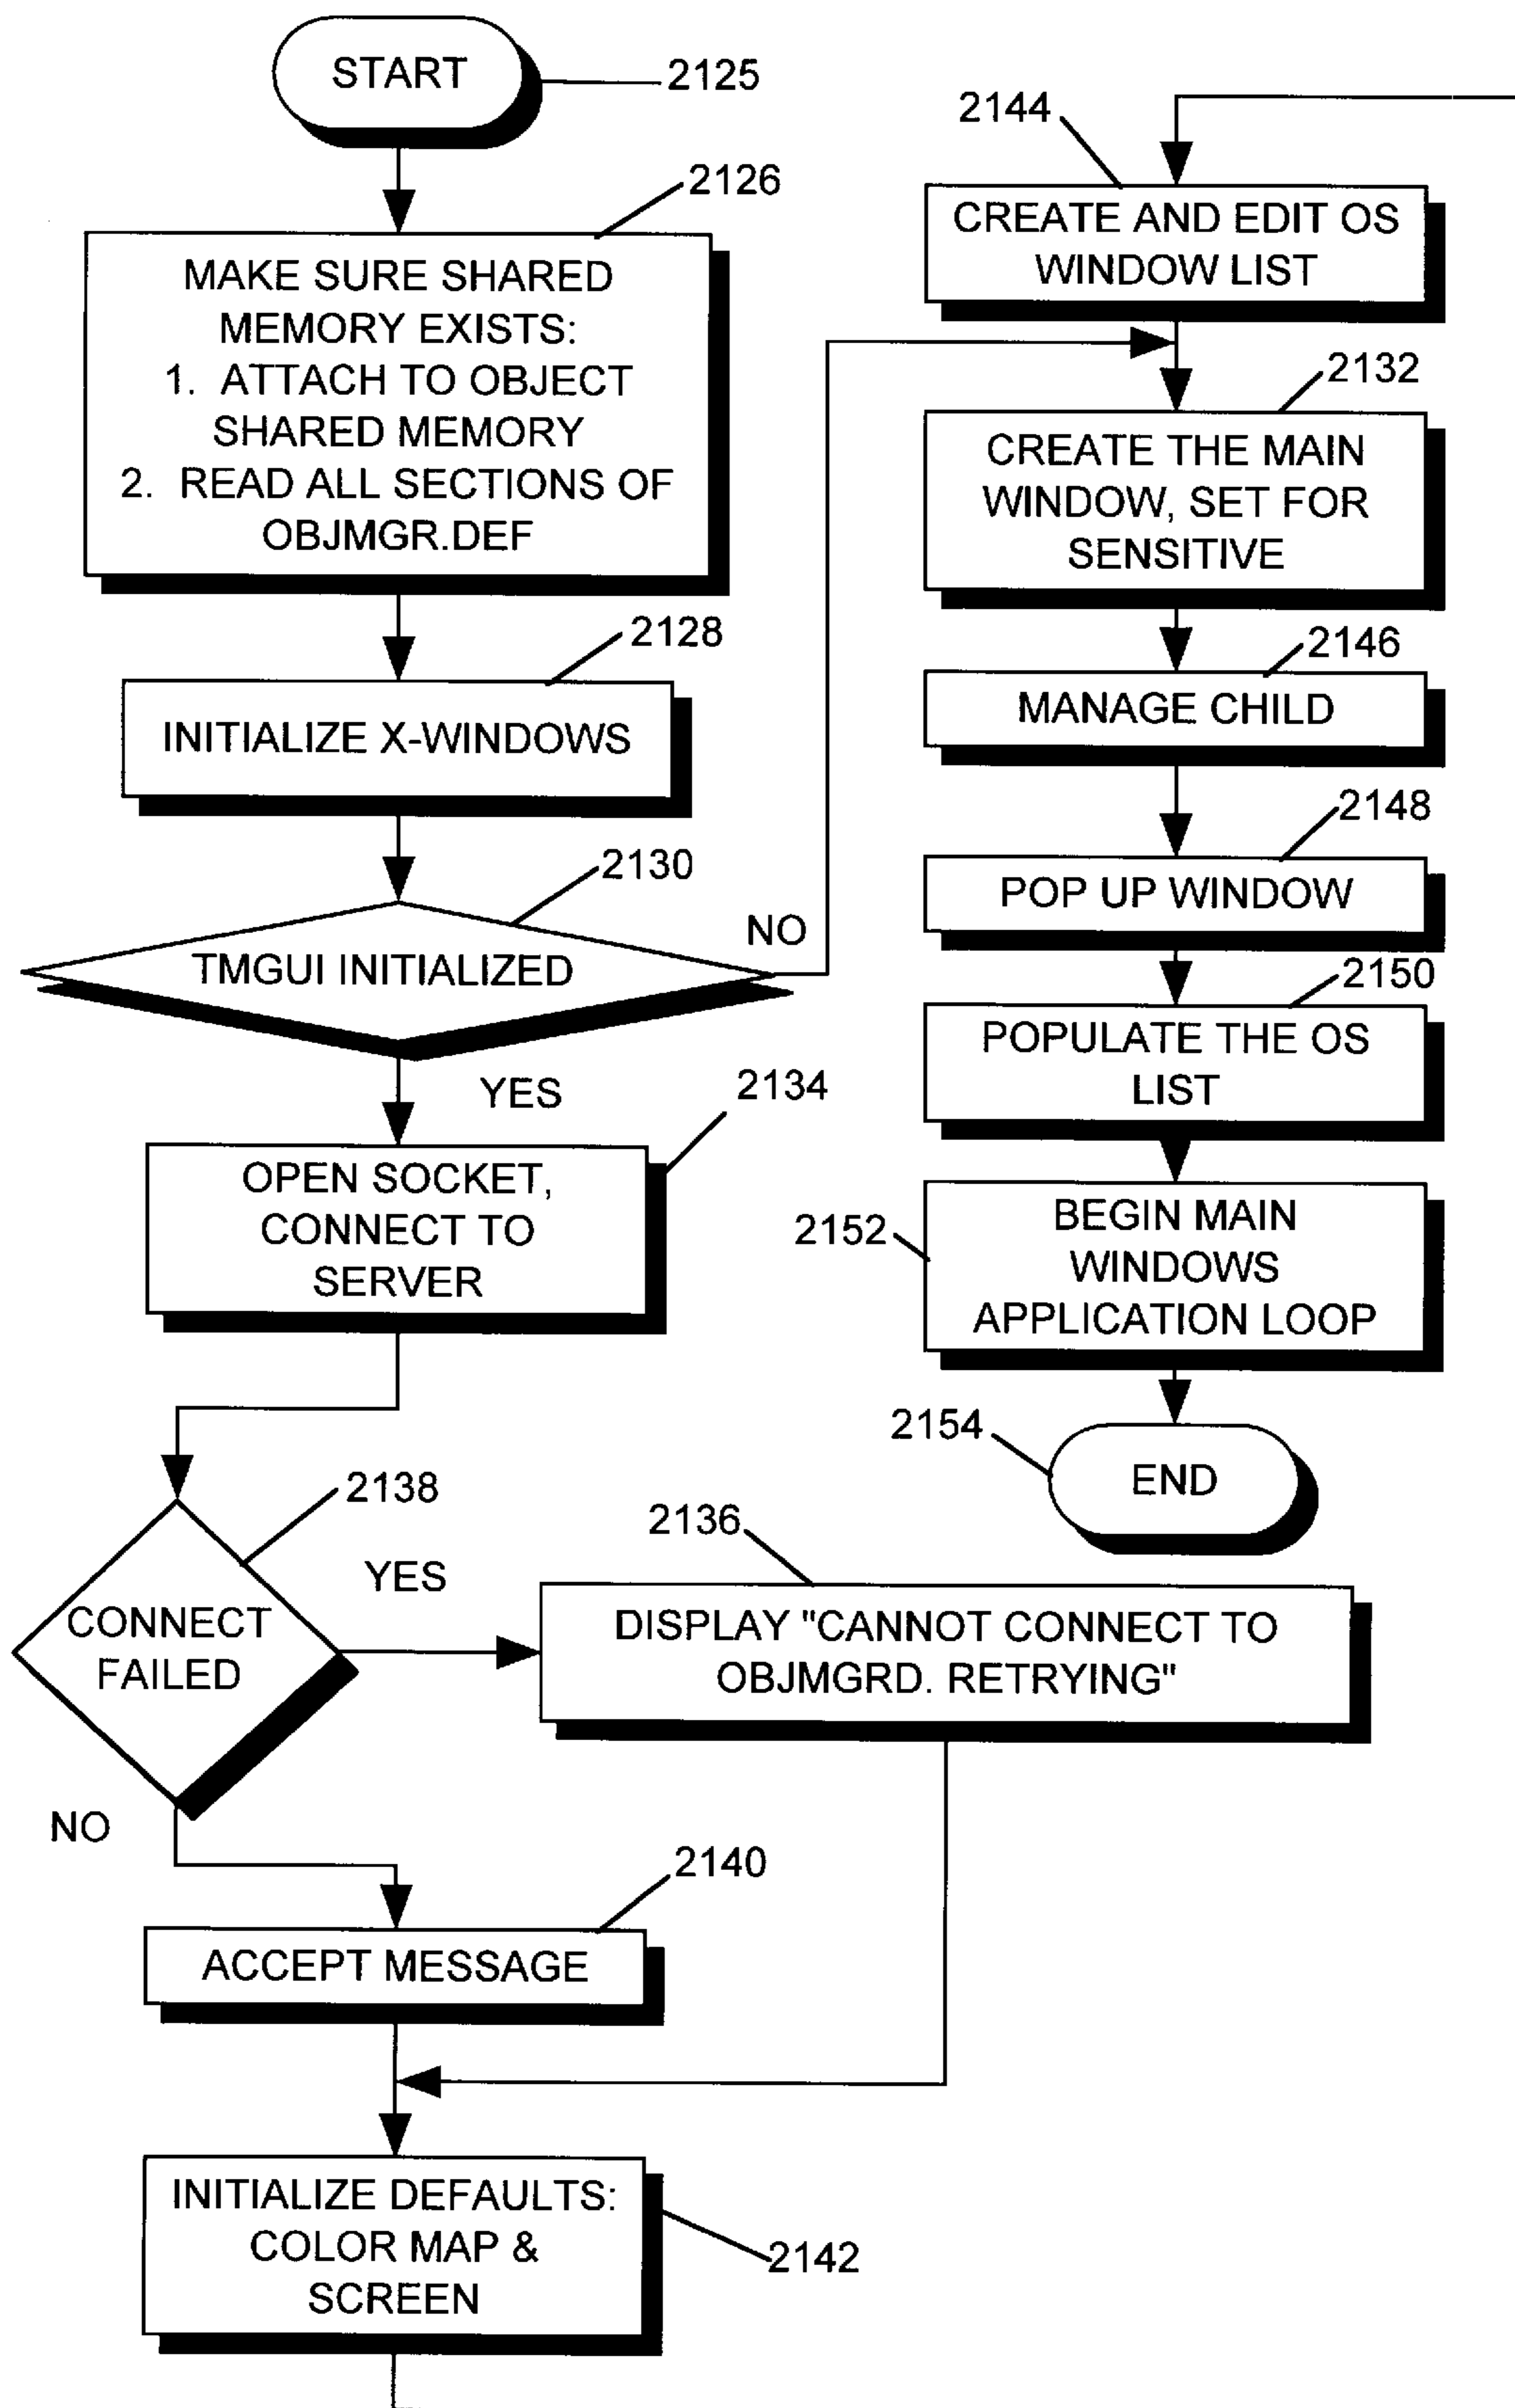 START
2125
2126
MAKE SURE SHARED
MEMORY EXISTS:
1. ATTACH TO OBJECT
SHARED MEMORY
2. READ ALL SECTIONS OF
OBJMGR.DEF
2128
INITIALIZE X-WINDOWS
2130
TMGUI INITIALIZED
NO
YES
2134
OPEN SOCKET,
CONNECT TO
SERVER
2138
CONNECT
FAILED
YES
NO
2136
DISPLAY "CANNOT CONNECT TO
OBJMGRD. RETRYING"
2140
ACCEPT MESSAGE
INITIALIZE DEFAULTS:
COLOR MAP &
SCREEN
2142
2144
CREATE AND EDIT OS
WINDOW LIST
2132
CREATE THE MAIN
WINDOW, SET FOR
SENSITIVE
2146
MANAGE CHILD
2148
POP UP WINDOW
2150
POPULATE THE OS
LIST
2152
BEGIN MAIN
WINDOWS
APPLICATION LOOP
2154
END